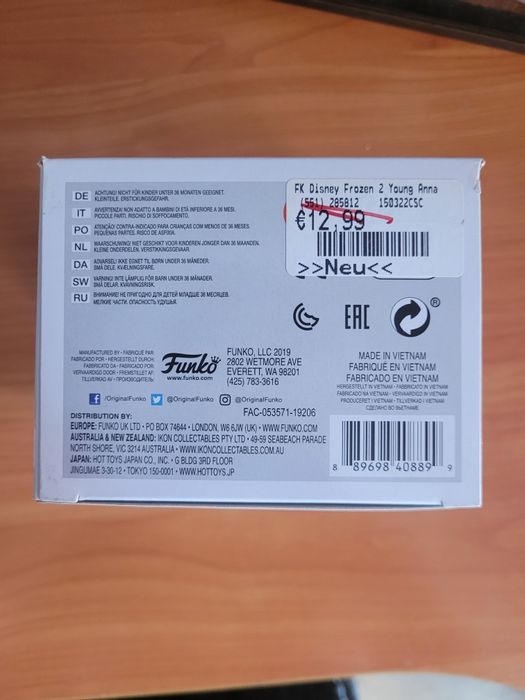 DE ACHTUNG! NICHT FÜR KINDER UNTER 36 MONATEN GEEIGNET.
KLEINTEILE. ERSTICKUNGSGEFAHR.
IT AVVERTENZA! NON ADATTO A BAMBINI DI ETÀ INFERIORE A 36 MESI.
PICCOLE PARTI. RISCHIO DI SOFFOCAMENTO.
PO ATENÇÃO! CONTRA-INDICADO PARA CRIANÇAS COM MENOS DE 36 MESES.
PEQUENAS PARTES. RISCO DE ASFIXIA.
NL WAARSCHUWING! NIET GESCHIKT VOOR KINDEREN JONGER DAN 36 MAANDEN.
KLEINE ONDERDELEN. VERSTIKKINGSGEVAAR.
DA ADVARSEL! IKKE EGNET TIL BØRN UNDER 36 MÅNEDER.
SMÅ DELE. KVÆLNINGSFARE.
SW VARNING! INTE LÄMPLIG FÖR BARN UNDER 36 MÅNADER.
SMÅ DELAR. KVÄVNINGSRISK.
RU ВНИМАНИЕ! НЕ ПРИГОДНО ДЛЯ ДЕТЕЙ МЛАДШЕ 36 МЕСЯЦЕВ.
МЕЛКИЕ ЧАСТИ. ОПАСНОСТЬ УДУШЬЯ.
FK Disney Frozen 2 Young Anna
(551) 285812 150322CSC
€12,99
>>Neu<<
EAC
®
MANUFACTURED BY • FABRIQUÉ PAR
FABRICADO POR • HERGESTELLT DURCH
FABRICATO DA • FABRICADO POR
VERVAARDIGD DOOR • FREMSTILLET AF
TILLVERKAD AV • ПРОИЗВОДИТЕЛЬ
Funko
www.funko.com
FUNKO, LLC 2019
2802 WETMORE AVE
EVERETT, WA 98201
(425) 783-3616
MADE IN VIETNAM
FABRIQUÉ EN VIETNAM
FABRICADO EN VIETNAM
HERGESTELLT IN VIETNAM • FABBRICATO IN VIETNAM
FABRICADO NA VIETNAM • VERVAARDIGD IN VIETNAM
PRODUCERET I VIETNAM • TILLVERKAD I VIETNAM
СДЕЛАНО ВО ВЬЕТНАМЕ
/OriginalFunko @OriginalFunko @OriginalFunko
FAC-053571-19206
DISTRIBUTION BY:
EUROPE: FUNKO UK LTD • PO BOX 74644 • LONDON, W6 6JW (UK) • WWW.FUNKO.COM
AUSTRALIA & NEW ZEALAND: IKON COLLECTABLES PTY LTD • 49-59 SEABEACH PARADE
NORTH SHORE, VIC 3214 AUSTRALIA • WWW.IKONCOLLECTABLES.COM.AU
JAPAN: HOT TOYS JAPAN CO., INC. • G BLDG 3RD FLOOR
JINGUMAE 3-30-12 • TOKYO 150-0001 • WWW.HOTTOYS.JP
8 89698 40889 9